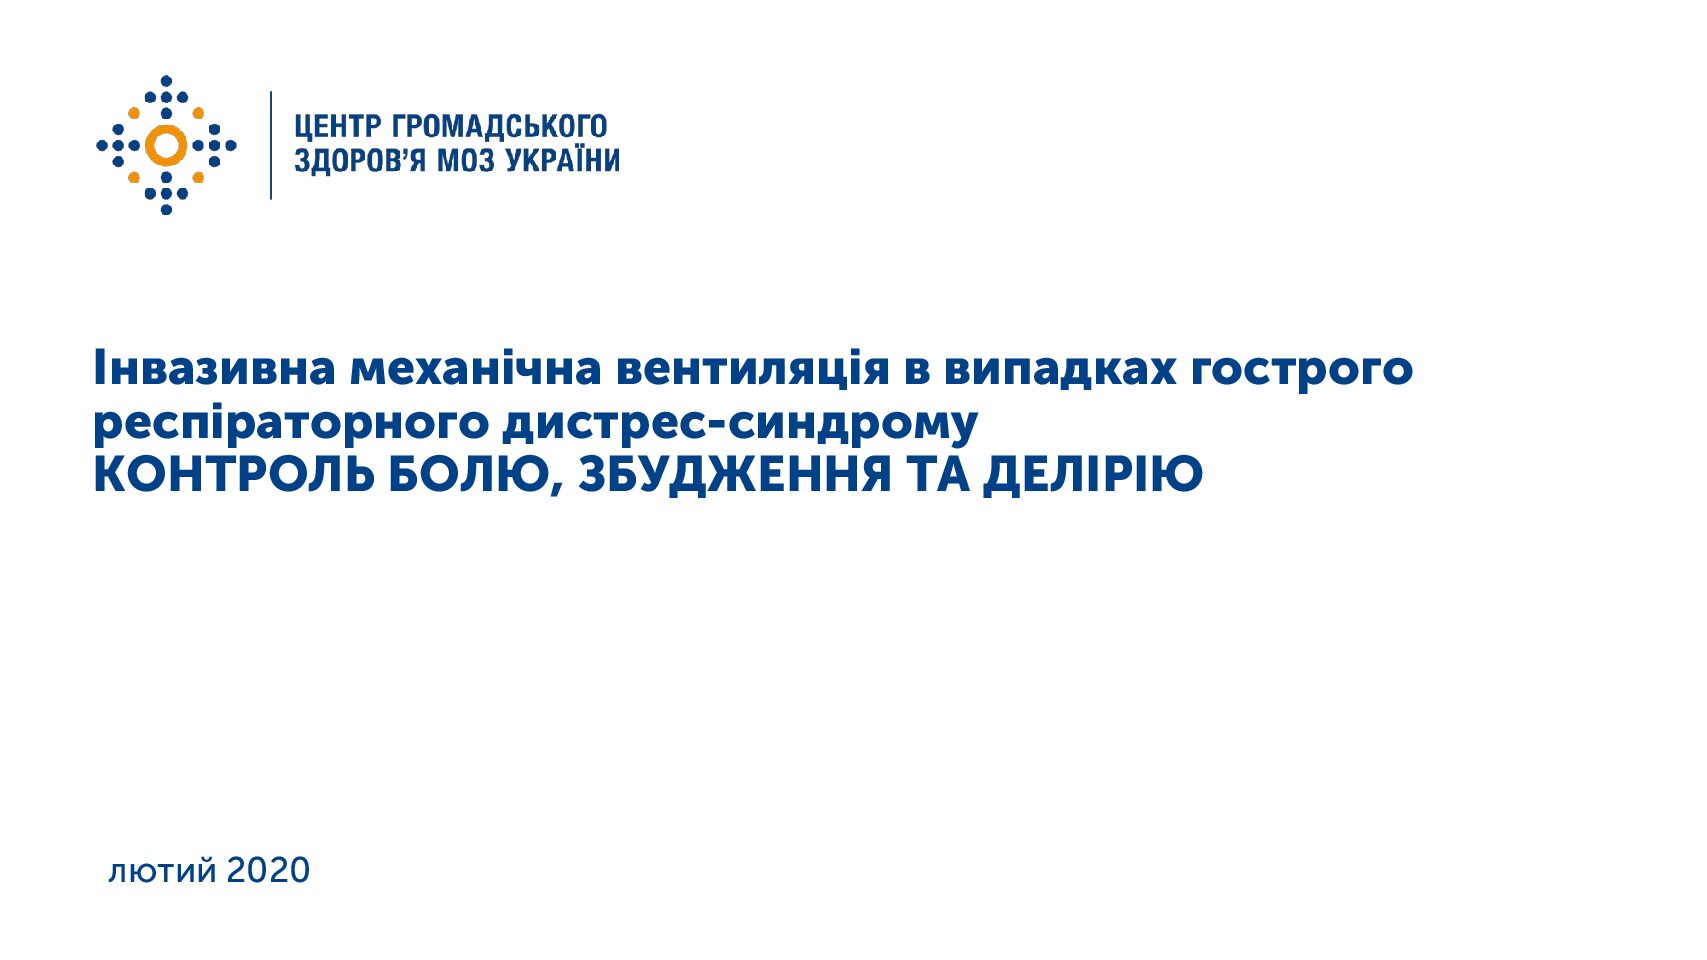 ЦЕНТР ГРОМАДСЬКОГО
ЗДОРОВ’Я МОЗ УКРАЇНИ
Інвазивна механічна вентиляція в випадках гострого
респіраторного дистрес-синдрому
КОНТРОЛЬ БОЛЮ, ЗБУДЖЕННЯ ТА ДЕЛІРІЮ
лютий 2020